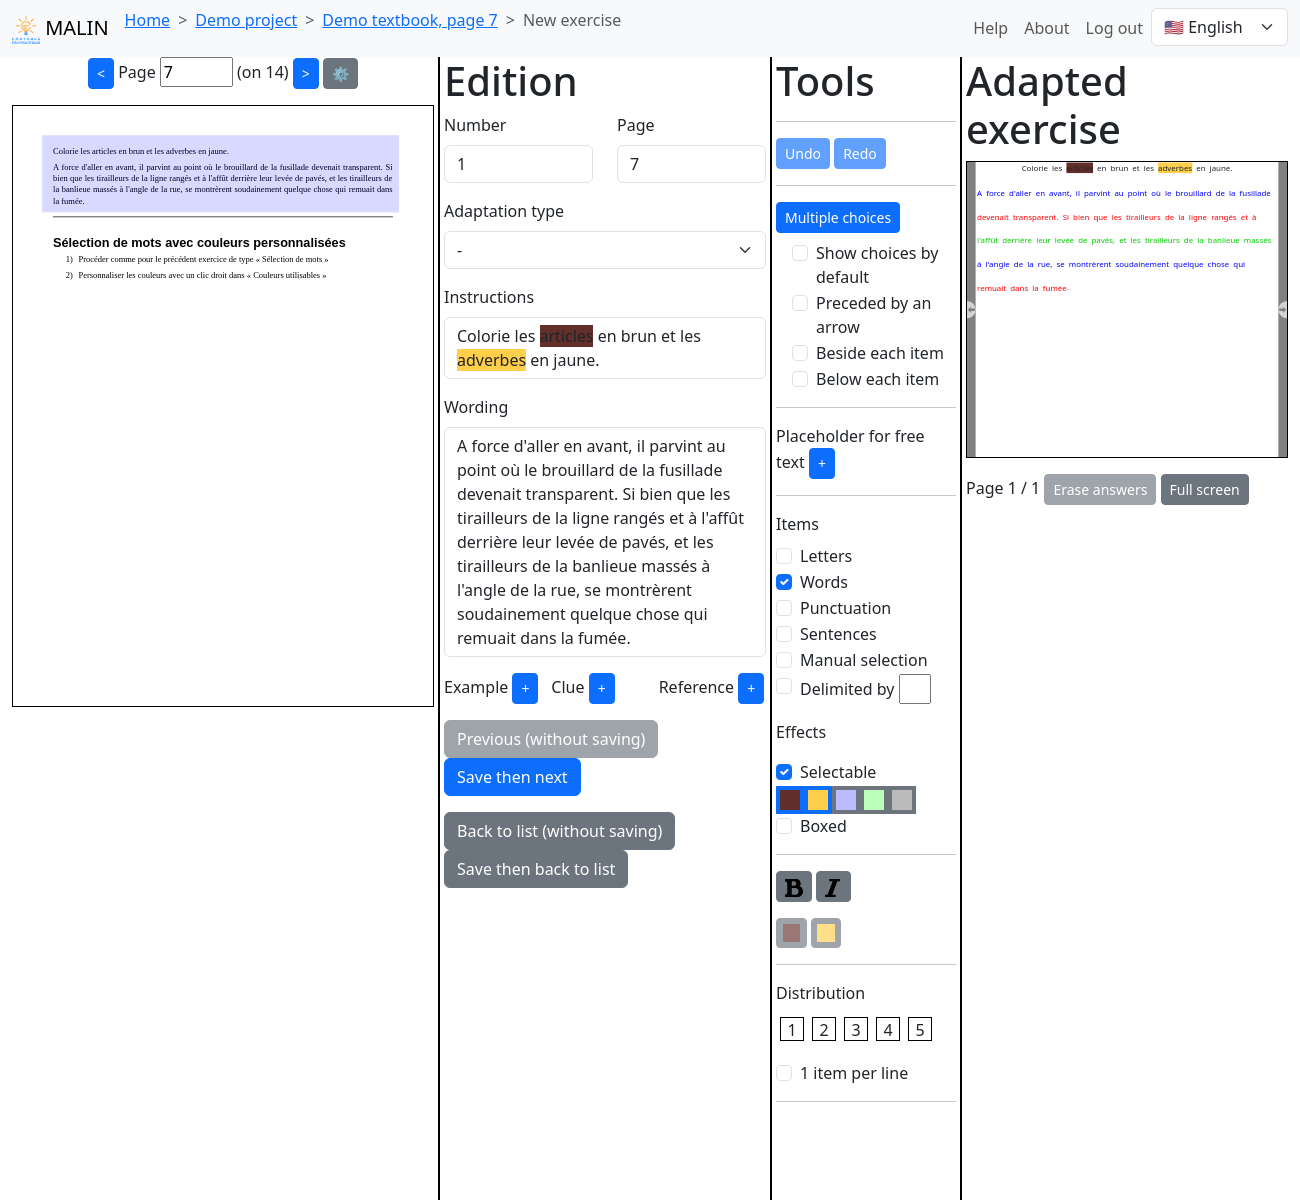 MALIN
Home > Demo project > Demo textbook, page 7 > New exercise
Help About Log out 🇺🇸 English
< Page 7 (on 14) > ⚙️
Colorie les articles en brun et les adverbes en jaune.
A force d'aller en avant, il parvint au point où le brouillard de la fusillade devenait transparent. Si
bien que les tirailleurs de la ligne rangés et à l'affût derrière leur levée de pavés, et les tirailleurs de
la banlieue massés à l'angle de la rue, se montrèrent soudainement quelque chose qui remuait dans
la fumée.
Sélection de mots avec couleurs personnalisées
1) Procéder comme pour le précédent exercice de type « Sélection de mots »
2) Personnaliser les couleurs avec un clic droit dans « Couleurs utilisables »
Edition
Number Page
1 7
Adaptation type
-
Instructions
Colorie les articles en brun et les
adverbes en jaune.
Wording
A force d'aller en avant, il parvint au
point où le brouillard de la fusillade
devenait transparent. Si bien que les
tirailleurs de la ligne rangés et à l'affût
derrière leur levée de pavés, et les
tirailleurs de la banlieue massés à
l'angle de la rue, se montrèrent
soudainement quelque chose qui
remuait dans la fumée.
Example + Clue + Reference +
Previous (without saving)
Save then next
Back to list (without saving)
Save then back to list
Tools
Undo Redo
Multiple choices
Show choices by
default
Preceded by an
arrow
Beside each item
Below each item
Placeholder for free
text +
Items
Letters
Words
Punctuation
Sentences
Manual selection
Delimited by
Effects
Selectable
Boxed
B I
Distribution
1 2 3 4 5
1 item per line
Adapted
exercise
Colorie les articles en brun et les adverbes en jaune.
A force d'aller en avant, il parvint au point où le brouillard de la fusillade
devenait transparent. Si bien que les tirailleurs de la ligne rangés et à
l'affût derrière leur levée de pavés, et les tirailleurs de la banlieue massés
à l'angle de la rue, se montrèrent soudainement quelque chose qui
remuait dans la fumée.
Page 1 / 1 Erase answers Full screen